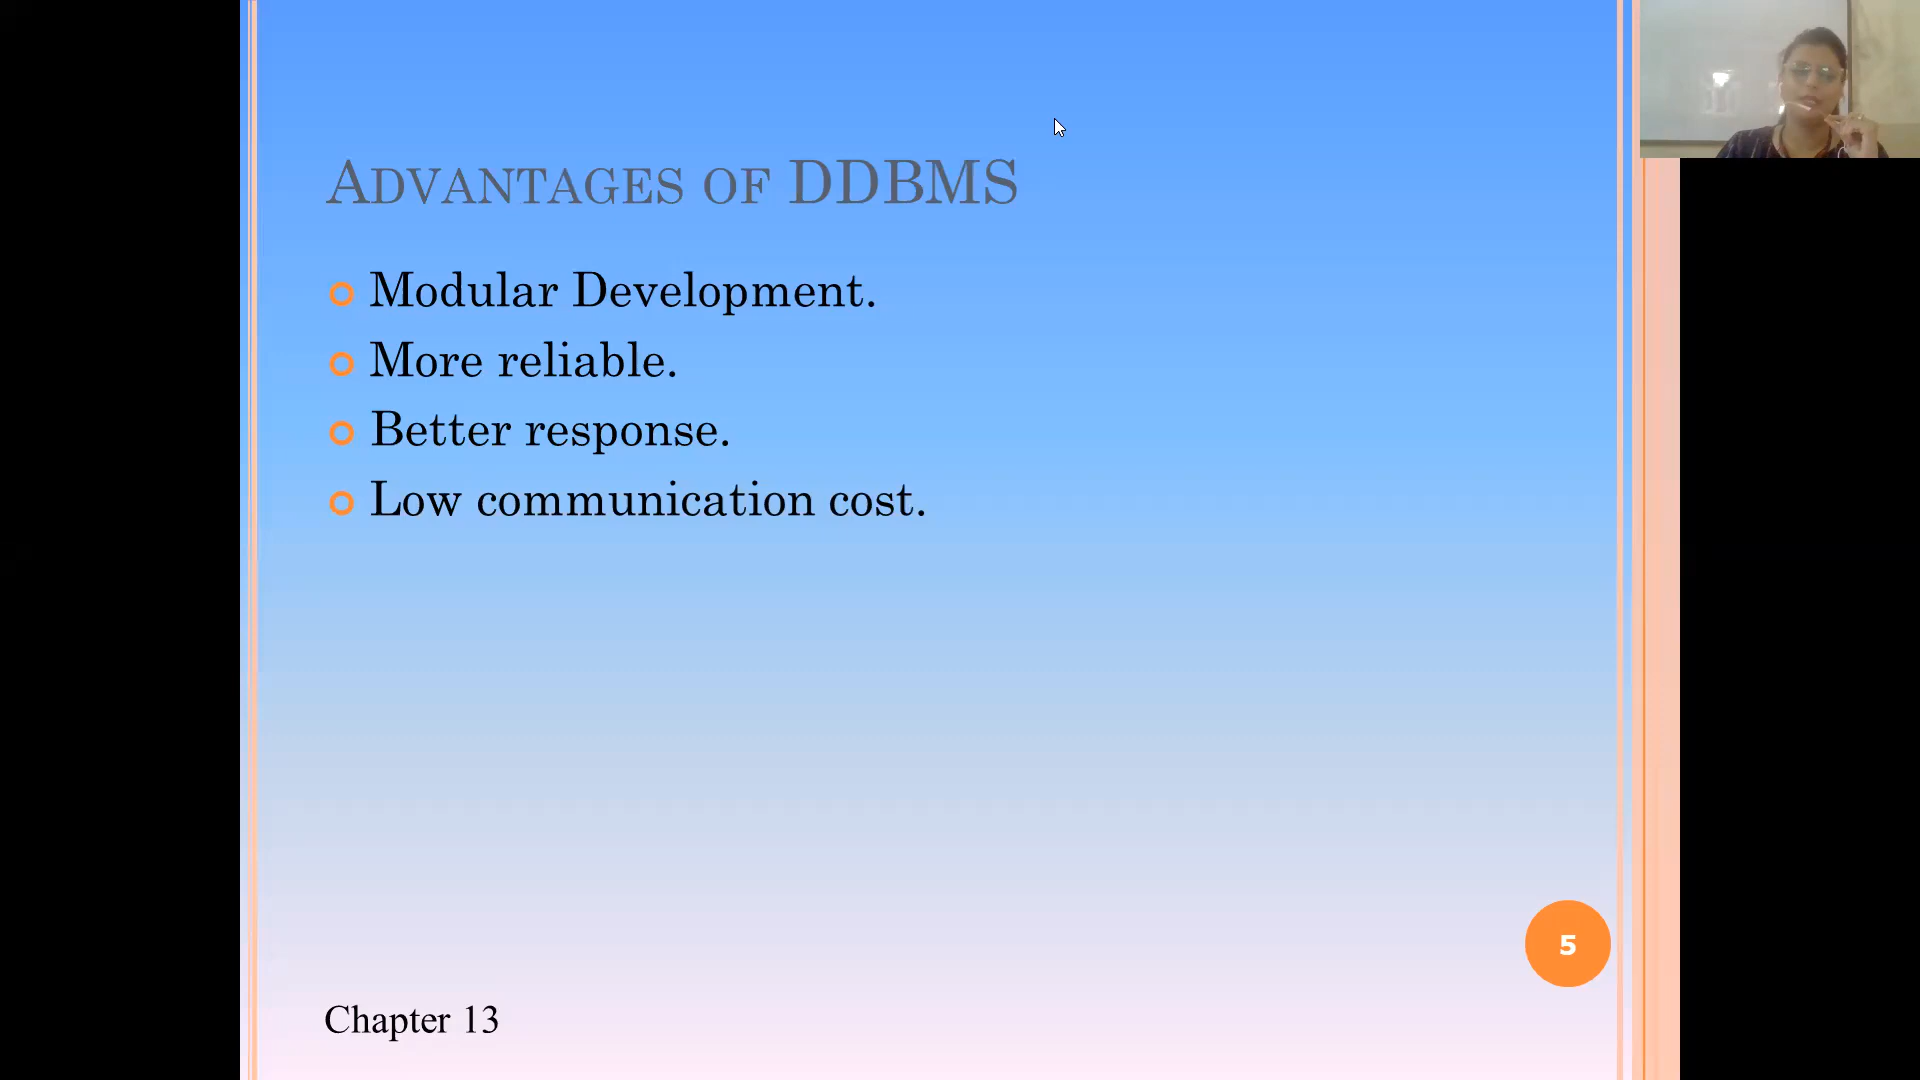 Advantages of DDBMS
Modular Development.
More reliable.
Better response.
Low communication cost.
5
Chapter 13